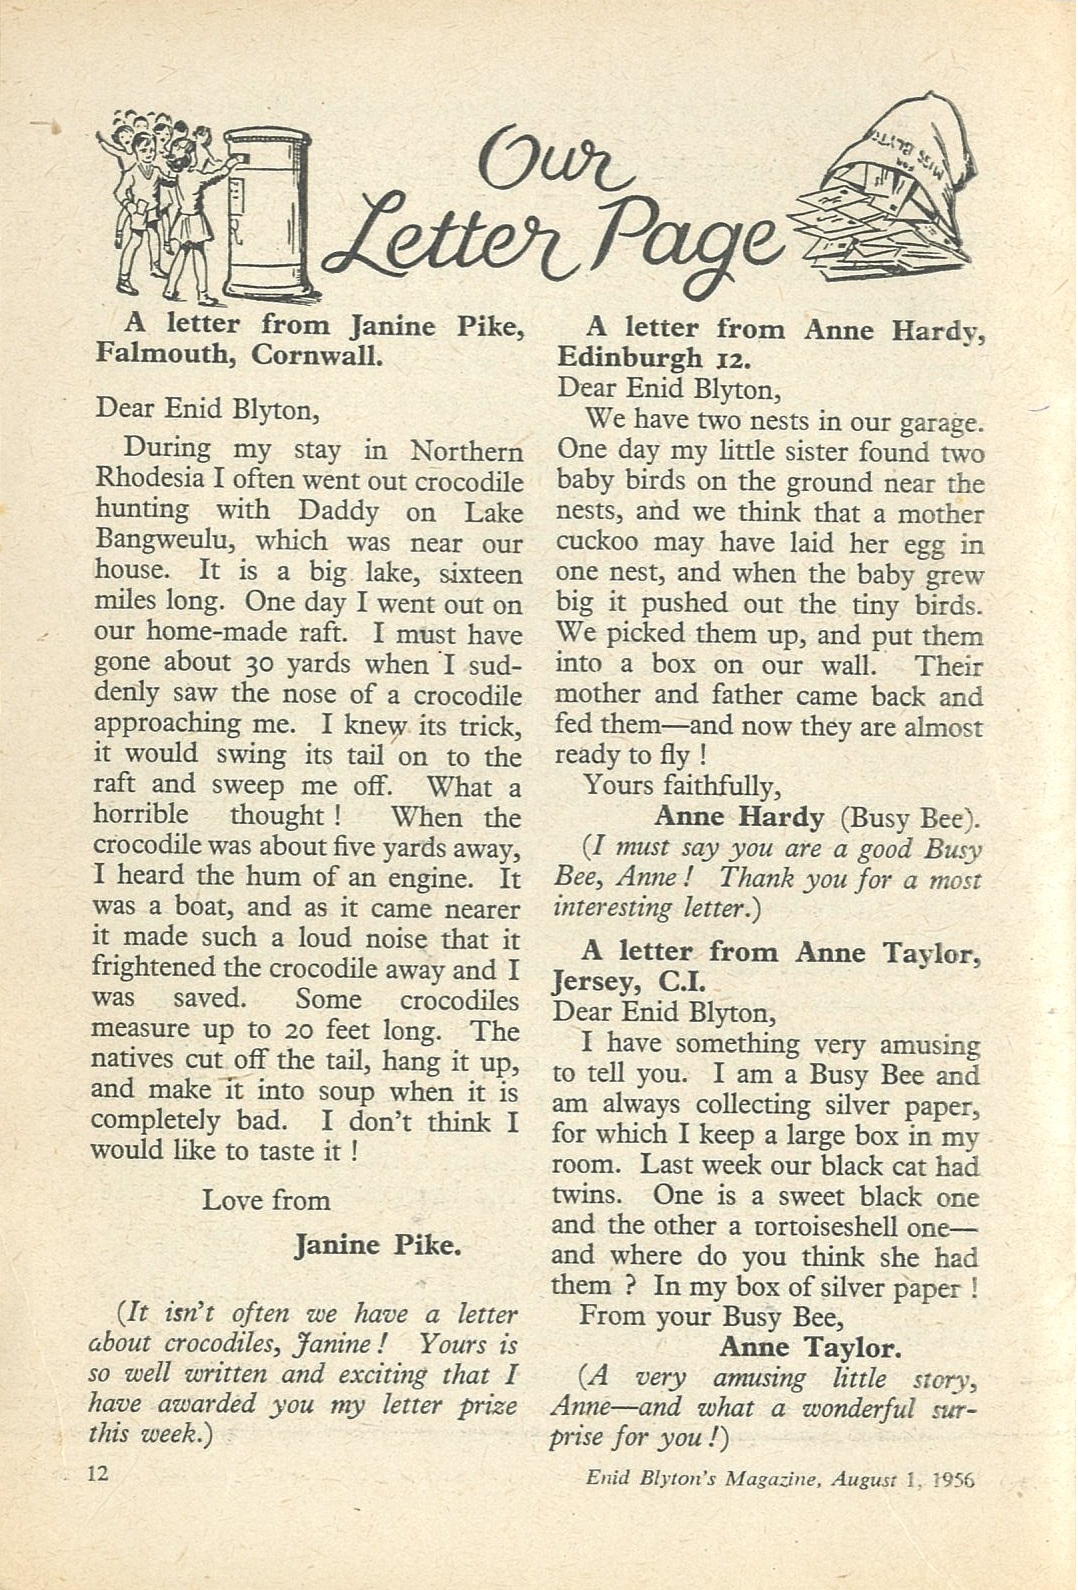 Our
Letter Page
FOR
MISS BLYTON
A letter from Janine Pike,
Falmouth, Cornwall.
Dear Enid Blyton,
During my stay in Northern
Rhodesia I often went out crocodile
hunting with Daddy on Lake
Bangweulu, which was near our
house. It is a big lake, sixteen
miles long. One day I went out on
our home-made raft. I must have
gone about 30 yards when I sud-
denly saw the nose of a crocodile
approaching me. I knew its trick,
it would swing its tail on to the
raft and sweep me off. What a
horrible thought ! When the
crocodile was about five yards away,
I heard the hum of an engine. It
was a boat, and as it came nearer
it made such a loud noise that it
frightened the crocodile away and I
was saved. Some crocodiles
measure up to 20 feet long. The
natives cut off the tail, hang it up,
and make it into soup when it is
completely bad. I don't think I
would like to taste it !
Love from
Janine Pike.
(It isn't often we have a letter
about crocodiles, Janine ! Yours is
so well written and exciting that I
have awarded you my letter prize
this week.)
A letter from Anne Hardy,
Edinburgh 12.
Dear Enid Blyton,
We have two nests in our garage.
One day my little sister found two
baby birds on the ground near the
nests, and we think that a mother
cuckoo may have laid her egg in
one nest, and when the baby grew
big it pushed out the tiny birds.
We picked them up, and put them
into a box on our wall. Their
mother and father came back and
fed them—and now they are almost
ready to fly !
Yours faithfully,
Anne Hardy (Busy Bee).
(I must say you are a good Busy
Bee, Anne ! Thank you for a most
interesting letter.)
A letter from Anne Taylor,
Jersey, C.I.
Dear Enid Blyton,
I have something very amusing
to tell you. I am a Busy Bee and
am always collecting silver paper,
for which I keep a large box in my
room. Last week our black cat had
twins. One is a sweet black one
and the other a tortoiseshell one—
and where do you think she had
them ? In my box of silver paper !
From your Busy Bee,
Anne Taylor.
(A very amusing little story,
Anne—and what a wonderful sur-
prise for you !)
12
Enid Blyton's Magazine, August 1, 1956